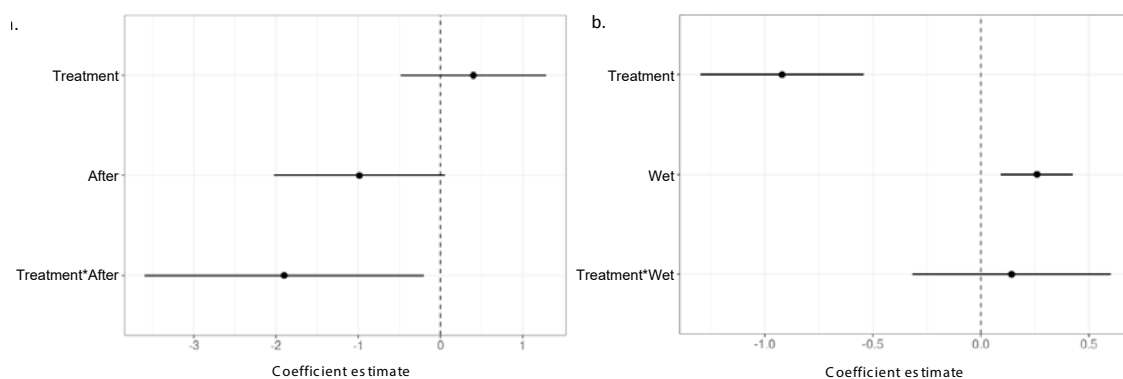 b.
Treatment
After
Treatment*After
-3
-2
-1
0
1
Coefficient estimate
Treatment
Wet
Treatment*Wet
-1.0
-0.5
0.0
0.5
Coefficient estimate